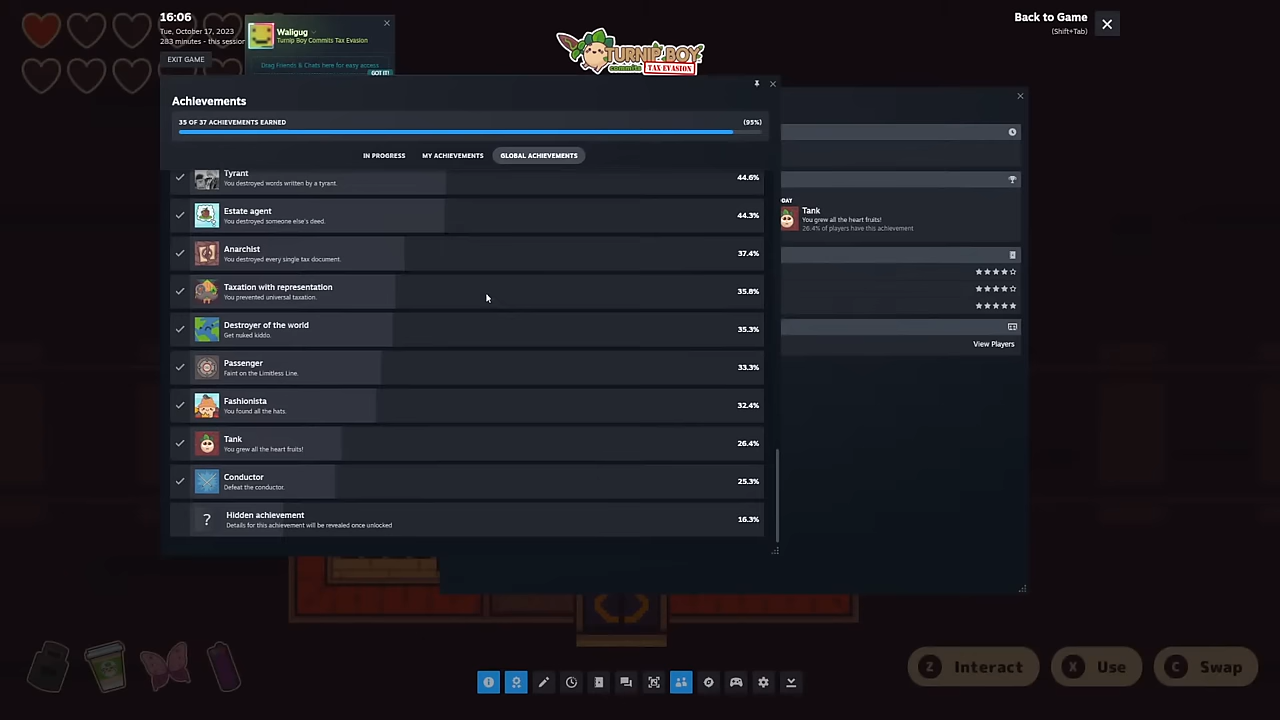 16:06
Tue, October 17, 2023
283 minutes - this session
EXIT GAME
Waligug
Turnip Boy Commits Tax Evasion
Drag Friends & Chats here for easy access
GOT IT!
TURNIP BOY
commits TAX EVASION
Back to Game
(Shift+Tab)
Achievements
35 OF 37 ACHIEVEMENTS EARNED
(95%)
IN PROGRESS
MY ACHIEVEMENTS
GLOBAL ACHIEVEMENTS
Tyrant
You destroyed words written by a tyrant.
44.6%
Estate agent
You destroyed someone else's deed.
44.3%
Anarchist
You destroyed every single tax document.
37.4%
Taxation with representation
You prevented universal taxation.
35.8%
Destroyer of the world
Get nuked kiddo.
35.3%
Passenger
Faint on the Limitless Line.
33.3%
Fashionista
You found all the hats.
32.4%
Tank
You grew all the heart fruits!
26.4%
Conductor
Defeat the conductor.
25.3%
?
Hidden achievement
Details for this achievement will be revealed once unlocked
16.3%
Tank
You grew all the heart fruits!
26.4% of players have this achievement
View Players
Z Interact
X Use
C Swap